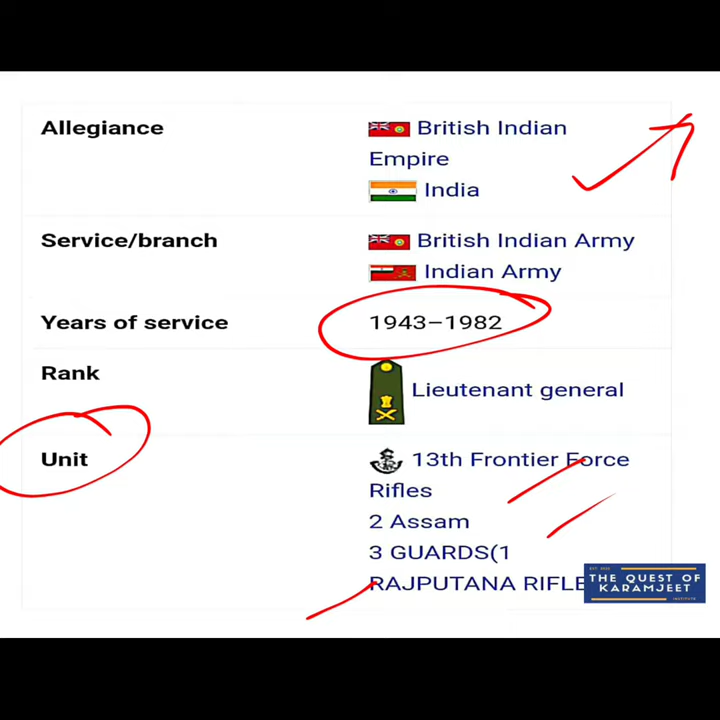 Allegiance
British Indian
Empire
India
Service/branch
British Indian Army
Indian Army
Years of service
1943–1982
Rank
Lieutenant general
Unit
13th Frontier Force
Rifles
2 Assam
3 GUARDS(1
RAJPUTANA RIFLE
THE QUEST OF
KARAMJEET
INSTITUTE